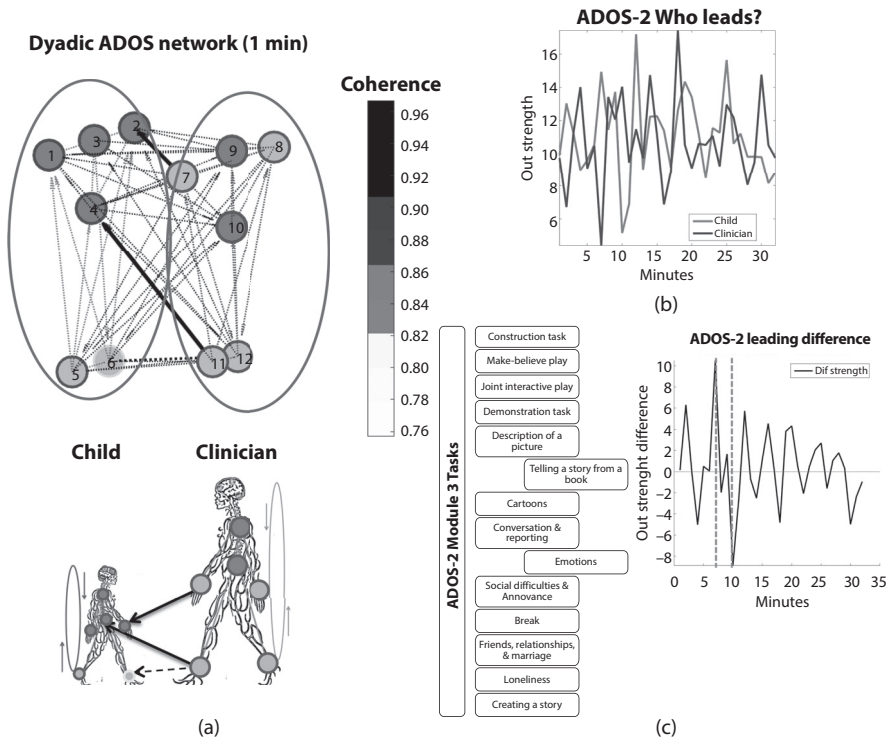 Dyadic ADOS network (1 min)
1
3
2
9
8
7
4
10
5
6
11
12
Coherence
0.96
0.94
0.92
0.90
0.88
0.86
0.84
0.82
0.80
0.78
0.76
Child
Clinician
(a)
ADOS-2 Who leads?
Out strength
16
14
12
10
8
6
5
10
15
20
25
30
Minutes
Child
Clinician
(b)
ADOS-2 Module 3 Tasks
Construction task
Make-believe play
Joint interactive play
Demonstration task
Description of a
picture
Telling a story from a
book
Cartoons
Conversation &
reporting
Emotions
Social difficulties &
Annovance
Break
Friends, relationships,
& marriage
Loneliness
Creating a story
ADOS-2 leading difference
Out strenght difference
10
8
6
4
2
0
−2
−4
−6
−8
0
5
10
15
20
25
30
35
Minutes
Dif strength
(c)